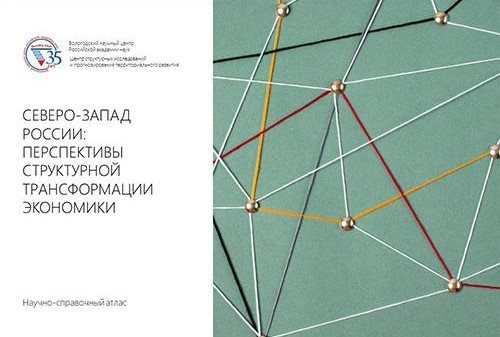 35
Вологодский научный центр
Российской академии наук
Центр структурных исследований
и прогнозирования территориального развития
СЕВЕРО-ЗАПАД
РОССИИ:
ПЕРСПЕКТИВЫ
СТРУКТУРНОЙ
ТРАНСФОРМАЦИИ
ЭКОНОМИКИ
Научно-справочный атлас